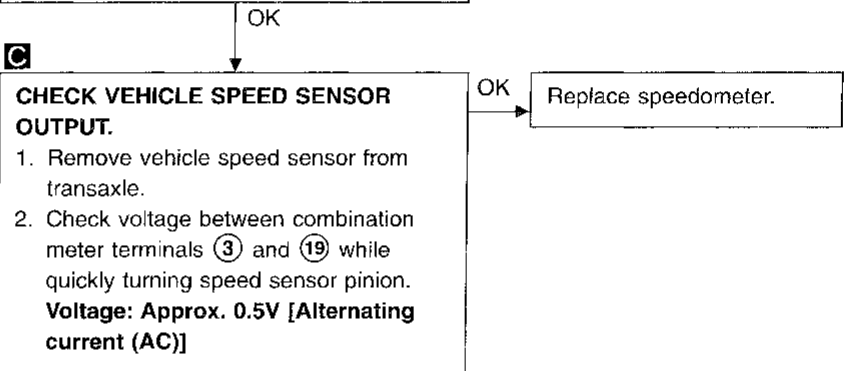 OK
C
CHECK VEHICLE SPEED SENSOR
OUTPUT.
1. Remove vehicle speed sensor from
transaxle.
2. Check voltage between combination
meter terminals ③ and ⑲ while
quickly turning speed sensor pinion.
Voltage: Approx. 0.5V [Alternating
current (AC)]
OK
Replace speedometer.